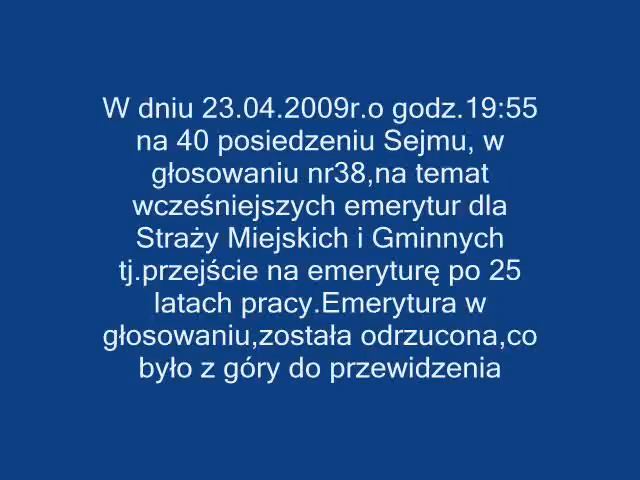 W dniu 23.04.2009r.o godz.19:55
na 40 posiedzeniu Sejmu, w
głosowaniu nr38,na temat
wcześniejszych emerytur dla
Straży Miejskich i Gminnych
tj.przejście na emeryturę po 25
latach pracy.Emerytura w
głosowaniu,została odrzucona,co
było z góry do przewidzenia